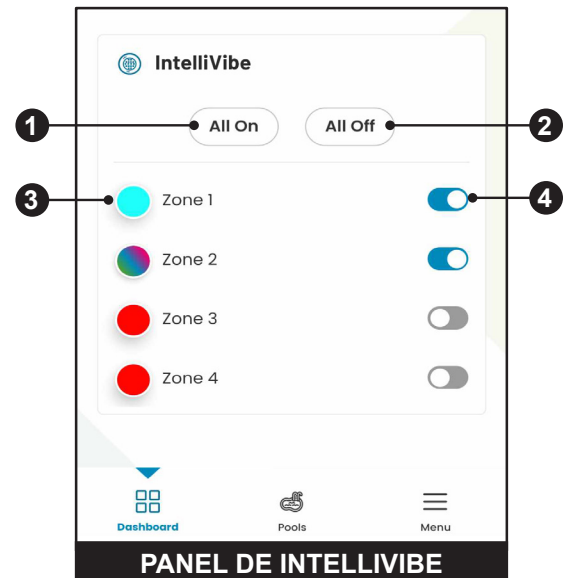 IntelliVibe
1 All On All Off 2
3 Zone 1 4
Zone 2
Zone 3
Zone 4
Dashboard Pools Menu
PANEL DE INTELLIVIBE